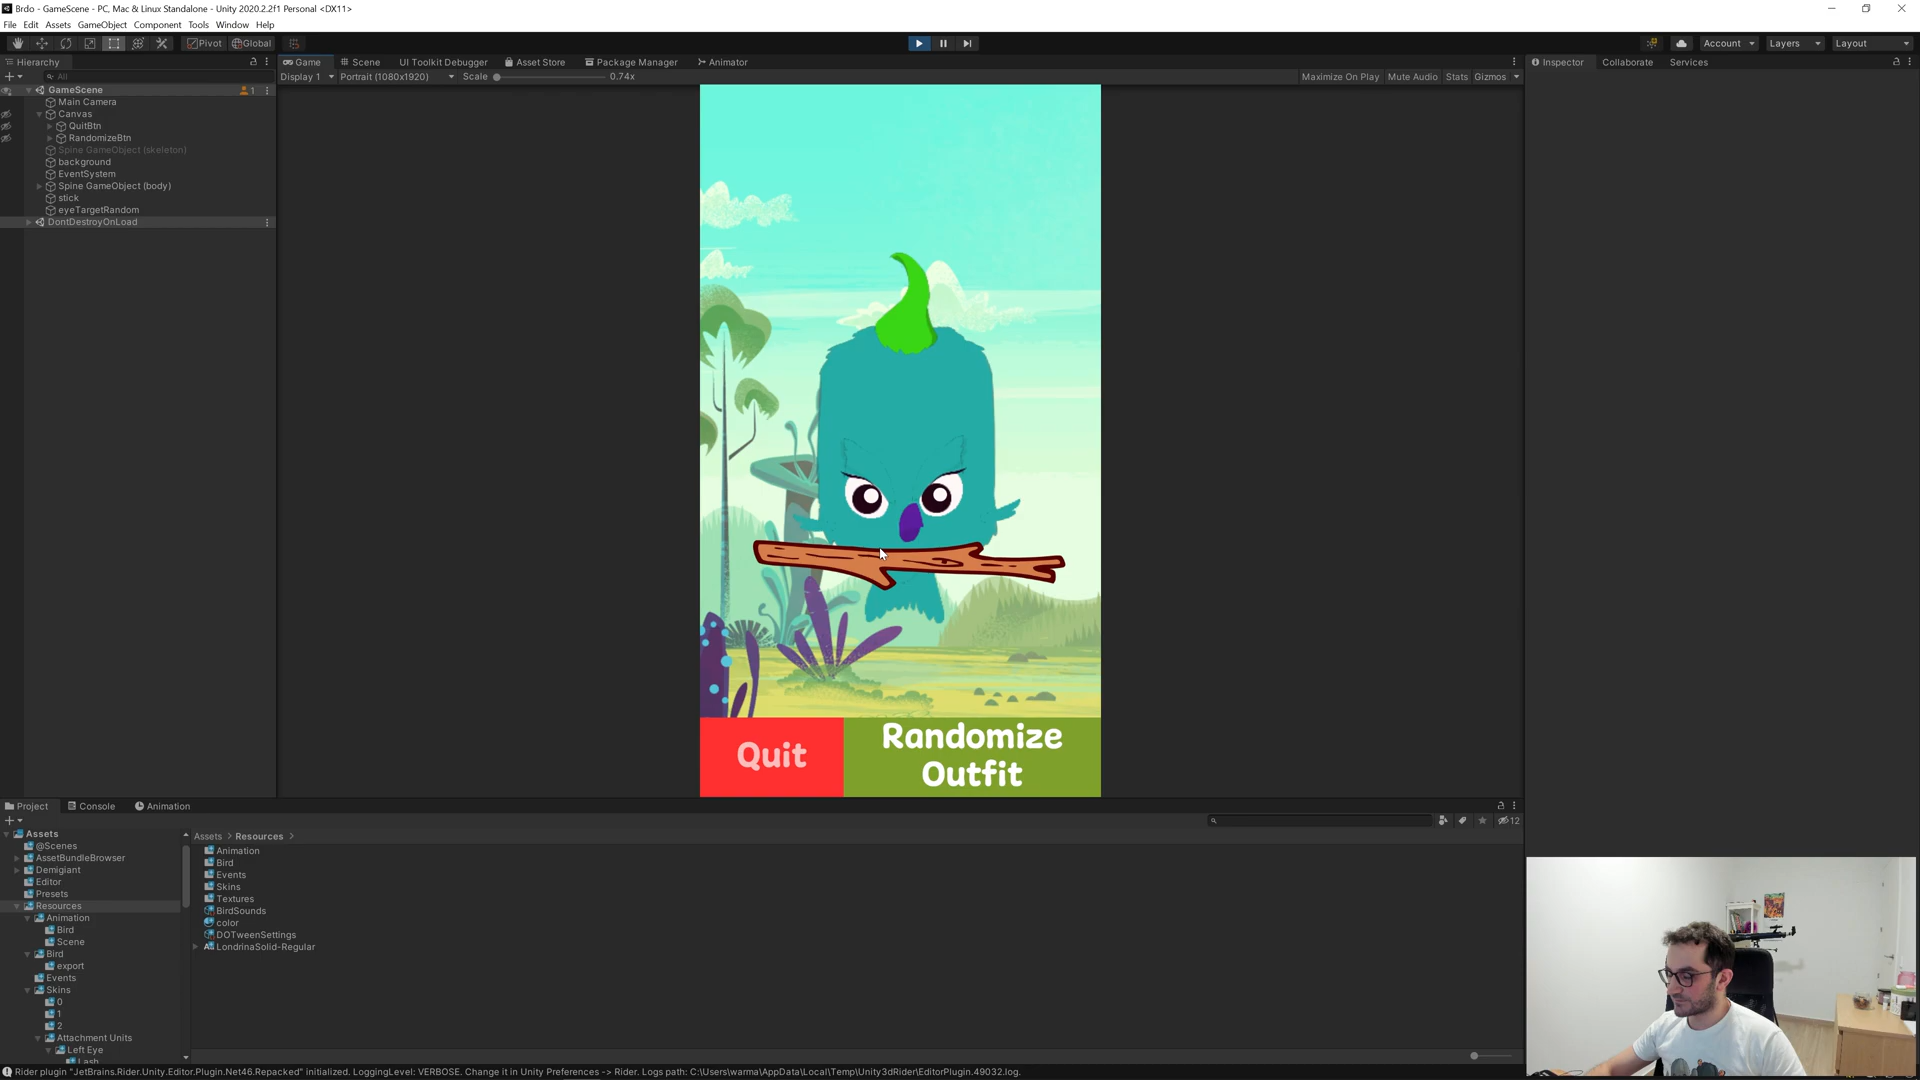 Brdo - GameScene - PC, Mac & Linux Standalone - Unity 2020.2.2f1 Personal <DX11>
File Edit Assets GameObject Component Tools Window Help
Pivot Global
Account Layers Layout
Hierarchy
Game Scene UI Toolkit Debugger Asset Store Package Manager Animator
Inspector Collaborate Services
All
Display 1 Portrait (1080x1920) Scale 0.74x
Maximize On Play Mute Audio Stats Gizmos
GameScene 1
Main Camera
Canvas
QuitBtn
RandomizeBtn
Spine GameObject (skeleton)
background
EventSystem
Spine GameObject (body)
stick
eyeTargetRandom
DontDestroyOnLoad
Quit
Randomize
Outfit
Project Console Animation
12
Assets
@Scenes
AssetBundleBrowser
Demigiant
Editor
Presets
Resources
Animation
Bird
Scene
Bird
export
Events
Skins
0
1
2
Attachment Units
Left Eye
Lash
Assets > Resources >
Animation
Bird
Events
Skins
Textures
BirdSounds
color
DOTweenSettings
LondrinaSolid-Regular
Rider plugin "JetBrains.Rider.Unity.Editor.Plugin.Net46.Repacked" initialized. LoggingLevel: VERBOSE. Change it in Unity Preferences -> Rider. Logs path: C:\Users\warma\AppData\Local\Temp\Unity3dRider\EditorPlugin.49032.log.